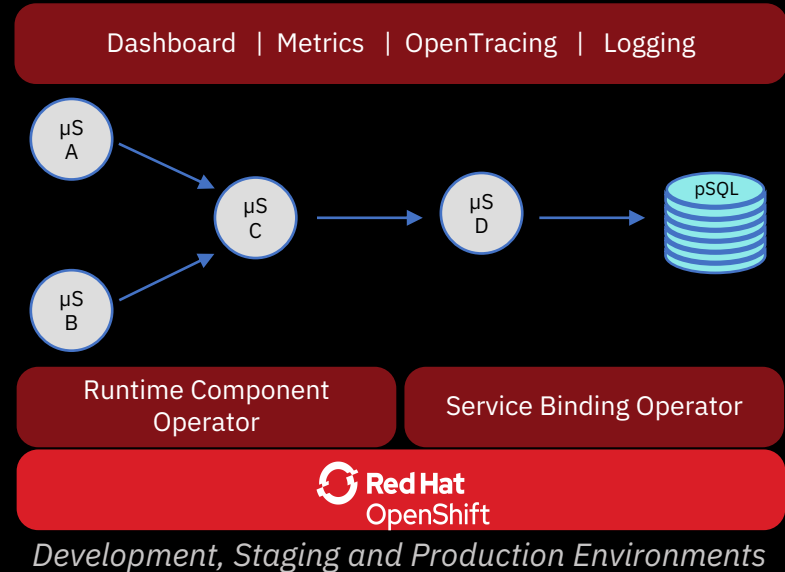 Dashboard | Metrics | OpenTracing | Logging
µS
A
µS
C
µS
D
pSQL
µS
B
Runtime Component
Operator
Service Binding Operator
Red Hat
OpenShift
Development, Staging and Production Environments